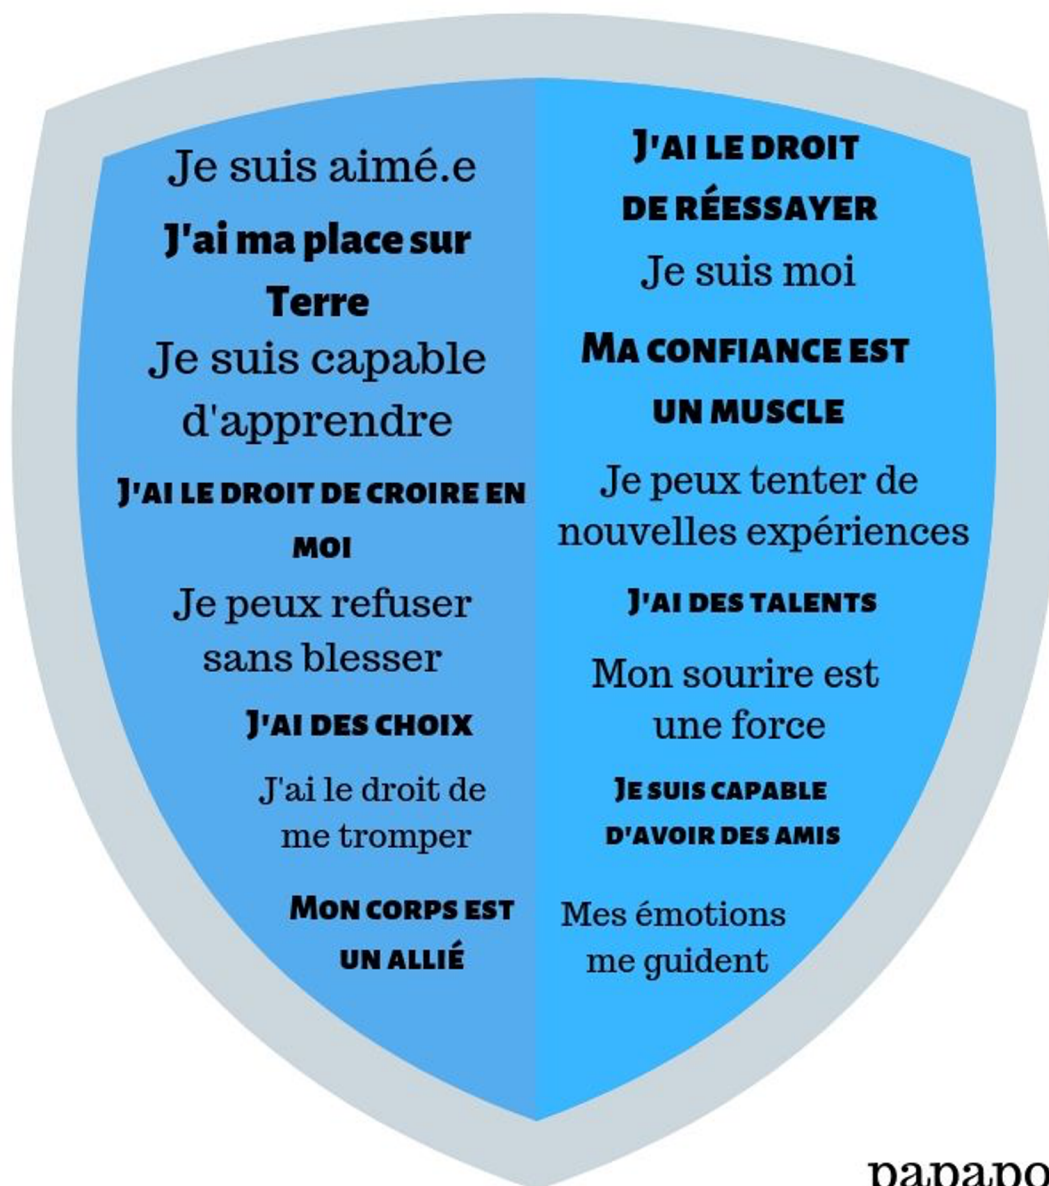 Je suis aimé.e
J'ai ma place sur
Terre
Je suis capable
d'apprendre
J'AI LE DROIT DE CROIRE EN
MOI
Je peux refuser
sans blesser
J'AI DES CHOIX
J'ai le droit de
me tromper
MON CORPS EST
UN ALLIÉ
J'AI LE DROIT
DE RÉESSAYER
Je suis moi
MA CONFIANCE EST
UN MUSCLE
Je peux tenter de
nouvelles expériences
J'AI DES TALENTS
Mon sourire est
une force
JE SUIS CAPABLE
D'AVOIR DES AMIS
Mes émotions
me guident